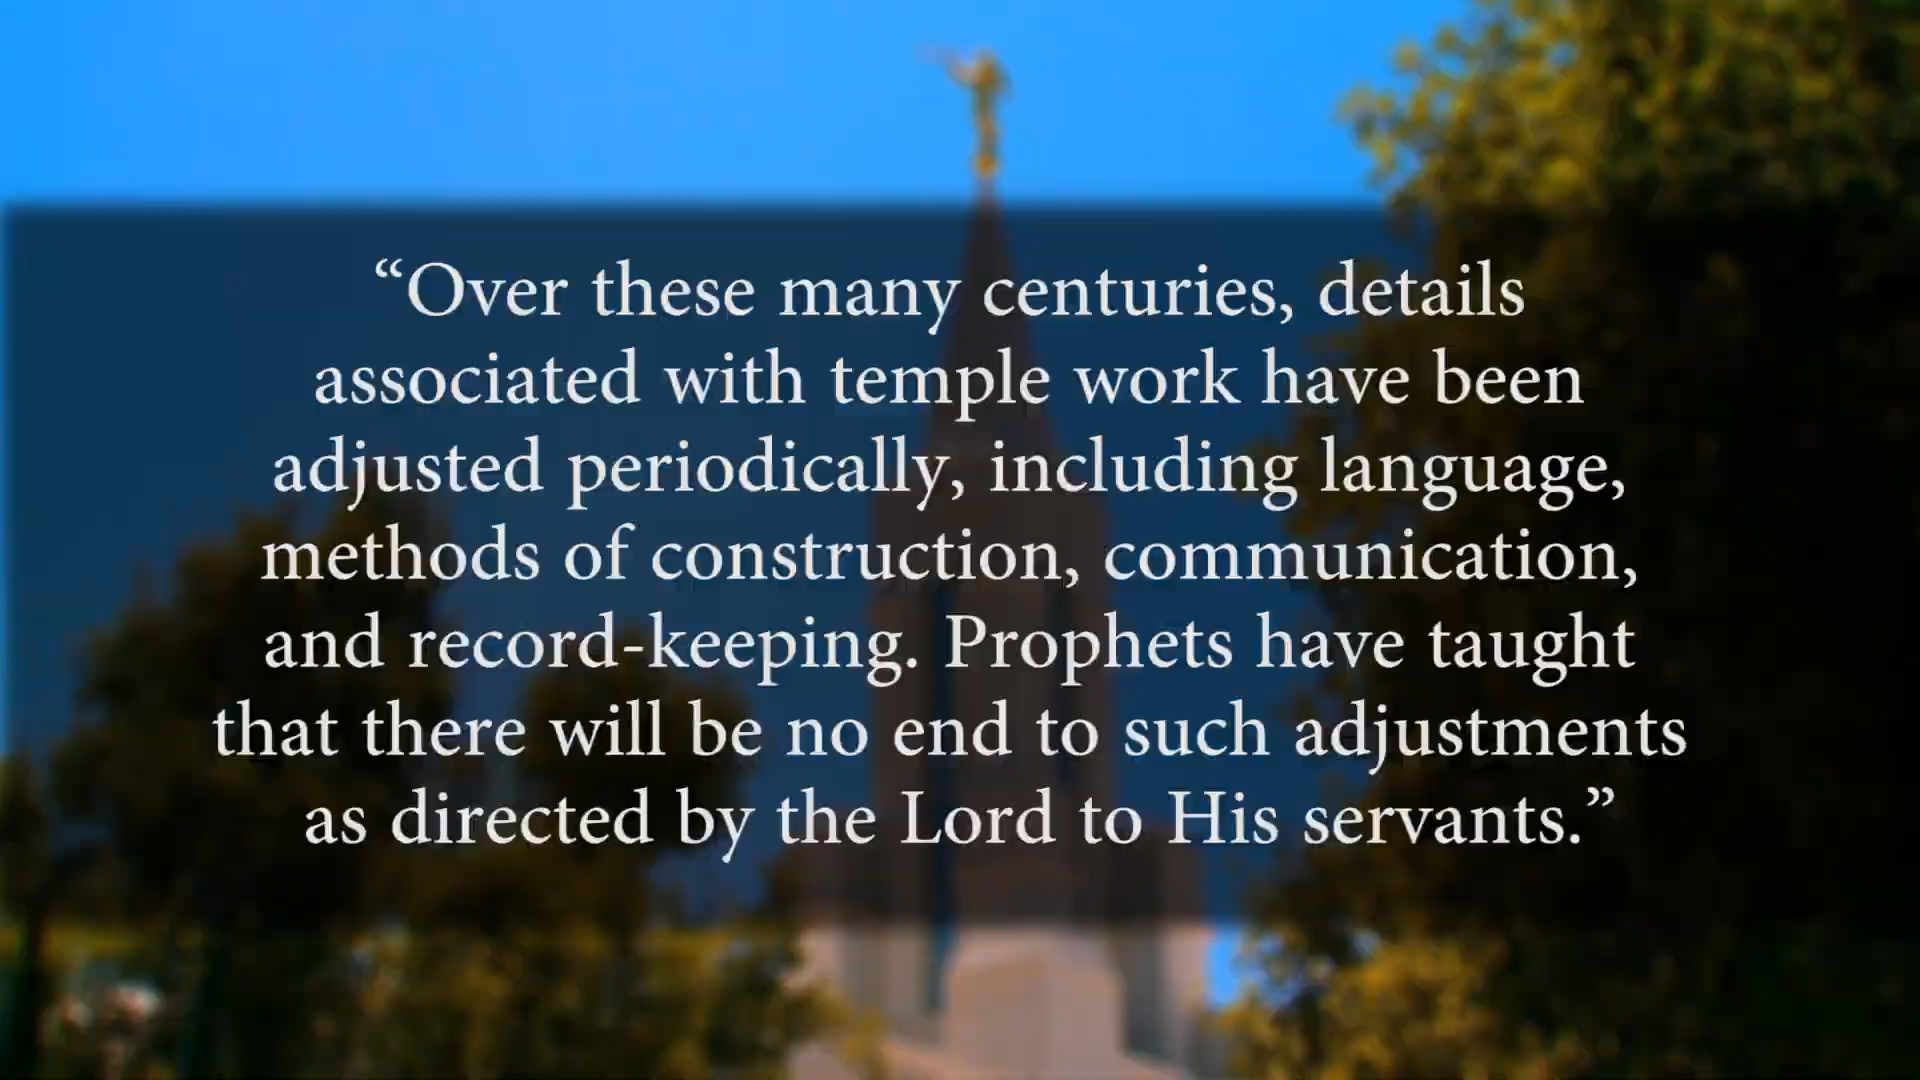 “Over these many centuries, details
associated with temple work have been
adjusted periodically, including language,
methods of construction, communication,
and record-keeping. Prophets have taught
that there will be no end to such adjustments
as directed by the Lord to His servants.”